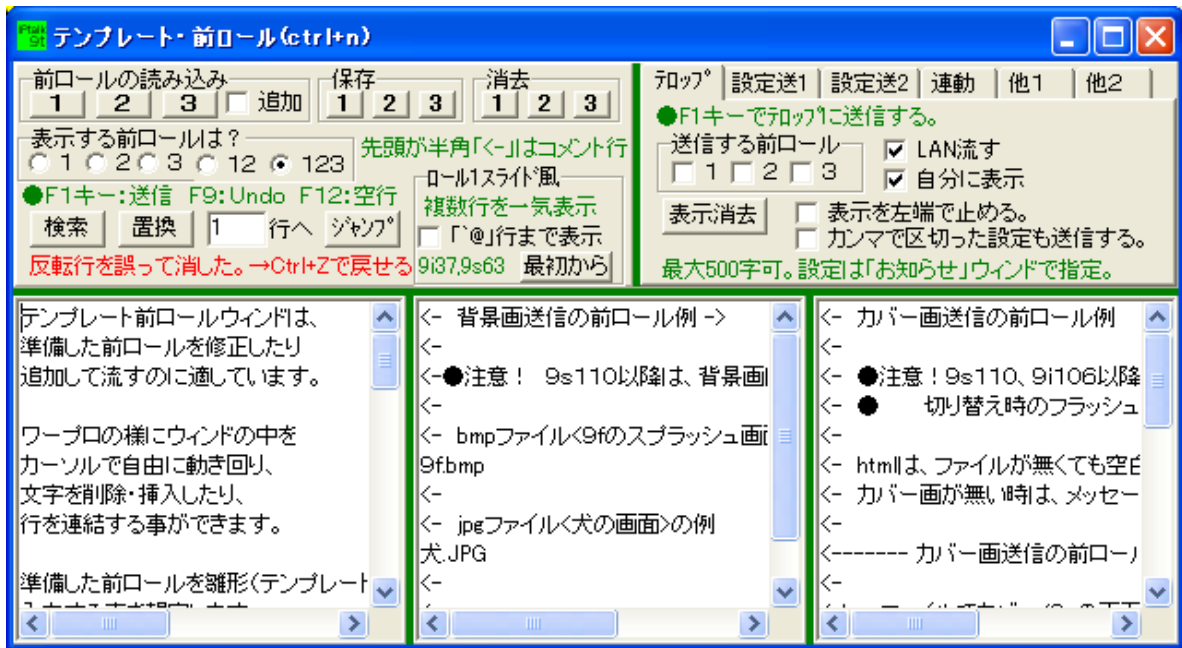 Ptalk 9t テンプレート・前ロール(ctrl+n)
前ロールの読み込み
1 2 3 追加
保存
1 2 3
消去
1 2 3
表示する前ロールは？
1 2 3 12 123
先頭が半角「<-」はコメント行
●F1キー:送信 F9:Undo F12:空行
検索 置換 1 行へ ジャンプ
反転行を誤って消した。→Ctrl+Zで戻せる
ロール1スライド風
複数行を一気表示
「`@」行まで表示
9i37,9s63 最初から
テロップ 設定送1 設定送2 連動 他1 他2
●F1キーでテロップに送信する。
送信する前ロール
1 2 3
LAN流す
自分に表示
表示消去
表示を左端で止める。
カンマで区切った設定も送信する。
最大500字可。設定は「お知らせ」ウィンドで指定。
テンプレート前ロールウィンドは、
準備した前ロールを修正したり
追加して流すのに適しています。
ワープロの様にウィンドの中を
カーソルで自由に動き回り、
文字を削除・挿入したり、
行を連結する事ができます。
準備した前ロールを雛形(テンプレート
<- 背景画送信の前ロール例 ->
<-
<-●注意！ 9s110以降は、背景画
<-
<- bmpファイル<9fのスプラッシュ画面
9f.bmp
<-
<- jpgファイル<犬の画面>の例
犬.JPG
<-
<- カバー画送信の前ロール例
<-
<- ●注意！9s110、9i106以降
<- ● 切り替え時のフラッシュ
<-
<- htmlは、ファイルが無くても空白
<- カバー画が無い時は、メッセー
<-
<------- カバー画送信の前ロール
<-